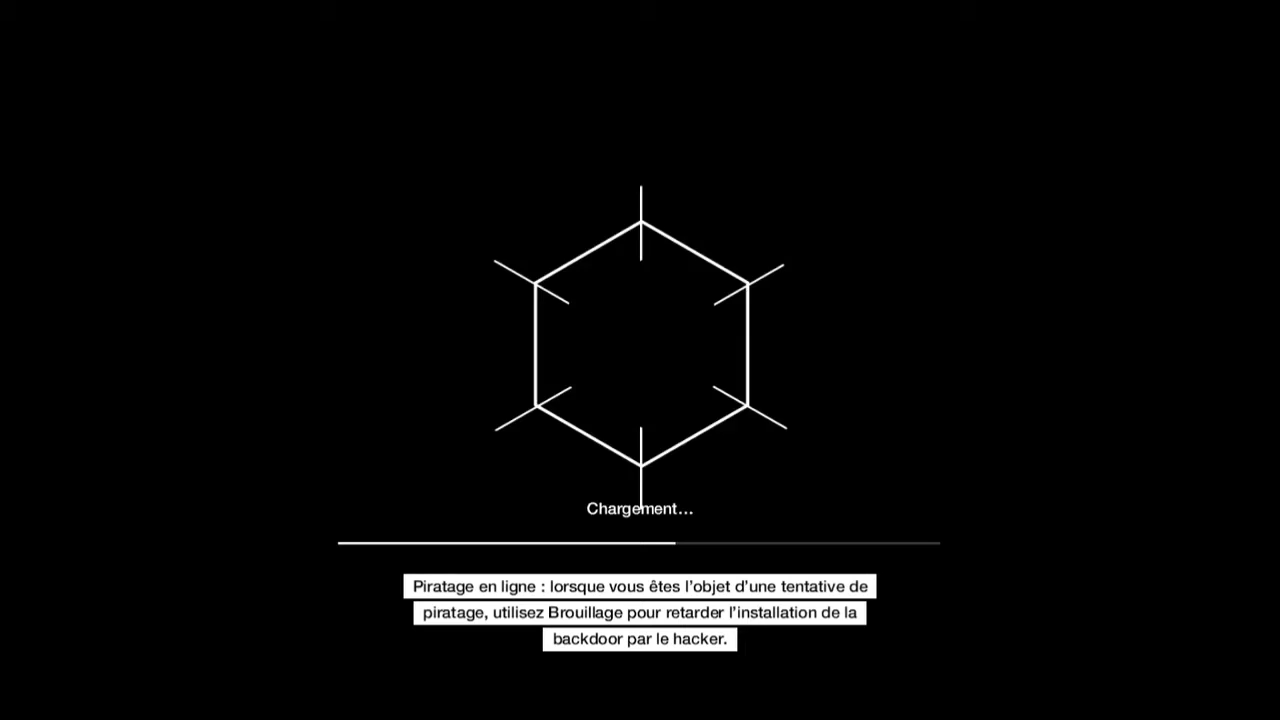 Chargement...
Piratage en ligne : lorsque vous êtes l’objet d’une tentative de
piratage, utilisez Brouillage pour retarder l’installation de la
backdoor par le hacker.